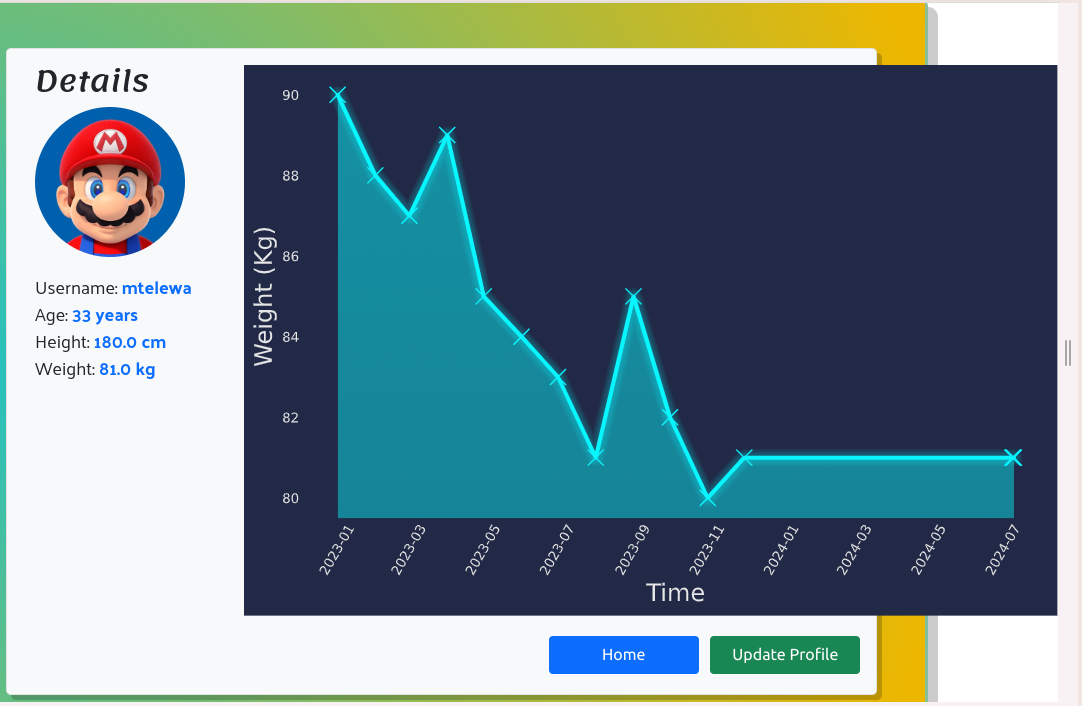 Details
M
Username: mtelewa
Age: 33 years
Height: 180.0 cm
Weight: 81.0 kg
Weight (Kg)
90
88
86
84
82
80
2023-01
2023-03
2023-05
2023-07
2023-09
2023-11
2024-01
2024-03
2024-05
2024-07
Time
Home
Update Profile